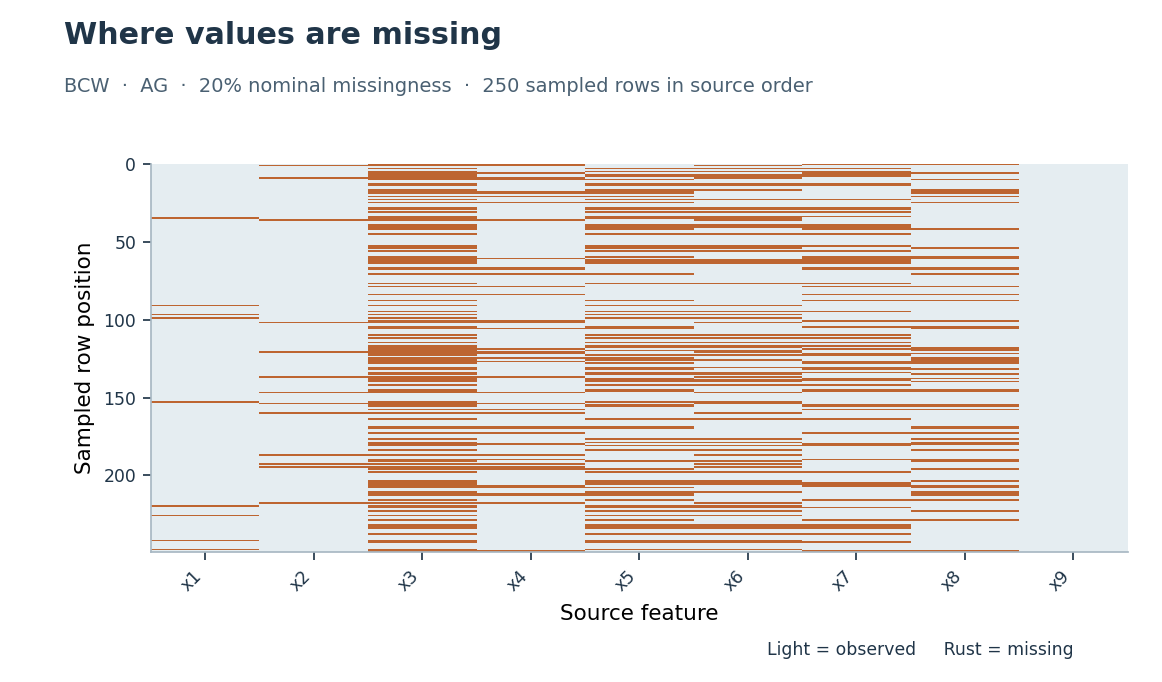 Where values are missing
BCW · AG · 20% nominal missingness · 250 sampled rows in source order
0
50
100
150
200
Sampled row position
x1 x2 x3 x4 x5 x6 x7 x8 x9
Source feature
Light = observed Rust = missing